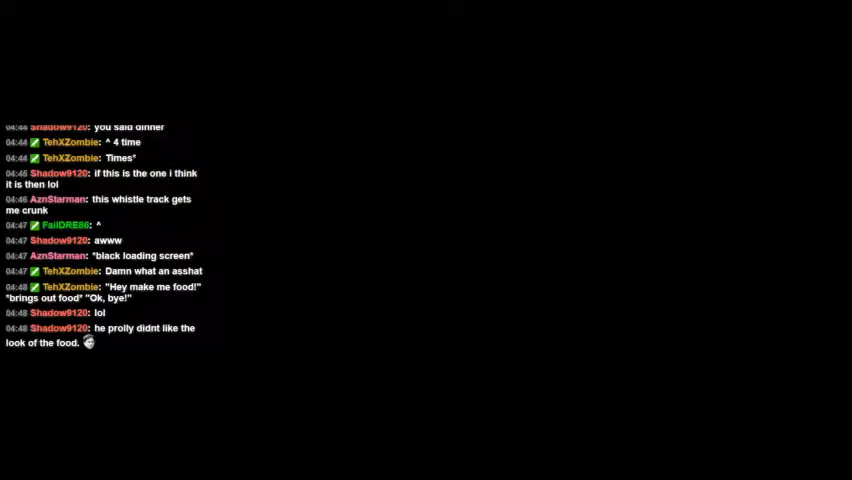 04:44 Shadow9120: you said dinner
04:44 TehXZombie: ^ 4 time
04:44 TehXZombie: Times*
04:45 Shadow9120: if this is the one i think
it is then lol
04:46 AznStarman: this whistle track gets
me crunk
04:47 FailDRE86: ^
04:47 Shadow9120: awww
04:47 AznStarman: *black loading screen*
04:47 TehXZombie: Damn what an asshat
04:48 TehXZombie: "Hey make me food!"
*brings out food* "Ok, bye!"
04:48 Shadow9120: lol
04:48 Shadow9120: he prolly didnt like the
look of the food.